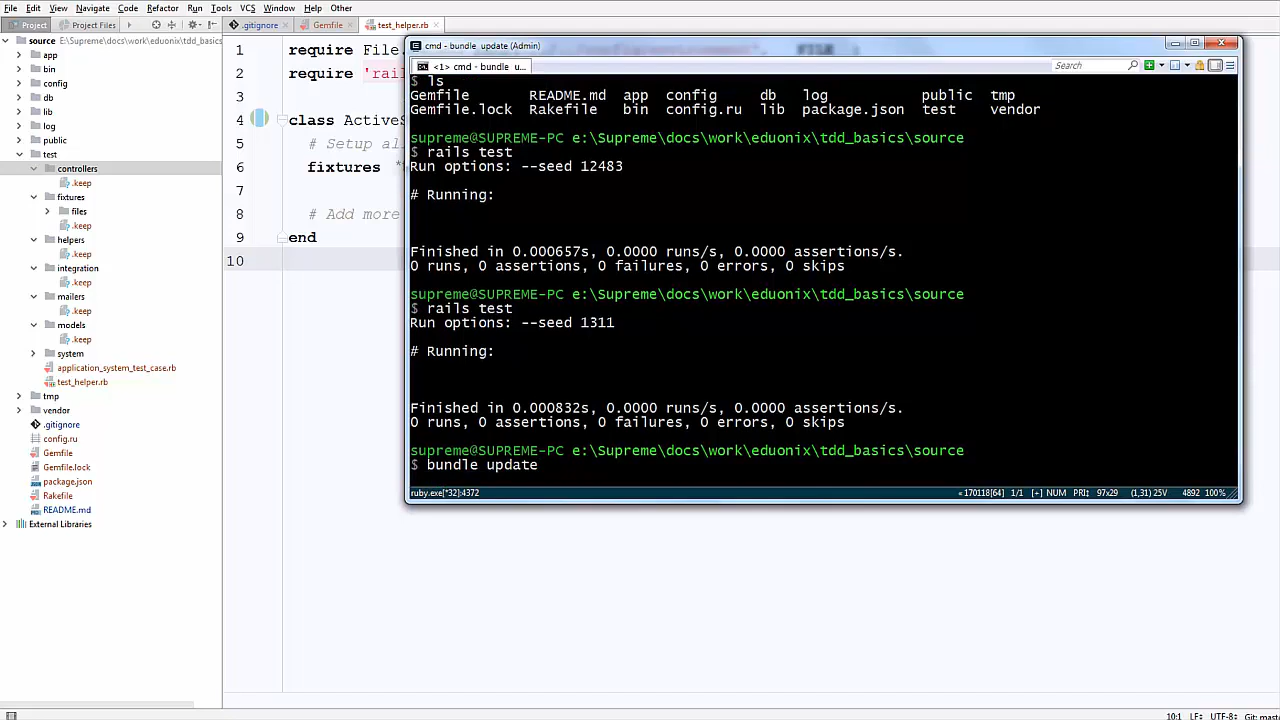 File Edit View Navigate Code Refactor Run Tools VCS Window Help Other
Project Project Files .gitignore Gemfile test_helper.rb
source E:\Supreme\docs\work\eduonix\tdd_basics
app
bin
config
db
lib
log
public
test
controllers
.keep
fixtures
files
.keep
helpers
.keep
integration
.keep
mailers
.keep
models
.keep
system
application_system_test_case.rb
test_helper.rb
tmp
vendor
.gitignore
config.ru
Gemfile
Gemfile.lock
package.json
Rakefile
README.md
External Libraries
1 require File.
2 require 'rail
3
4 class ActiveS
5 # Setup al
6 fixtures
7
8 # Add more
9 end
10
cmd - bundle update (Admin)
<1> cmd - bundle u... Search
$ ls
Gemfile README.md app config db log public tmp
Gemfile.lock Rakefile bin config.ru lib package.json test vendor
supreme@SUPREME-PC e:\Supreme\docs\work\eduonix\tdd_basics\source
$ rails test
Run options: --seed 12483
# Running:
Finished in 0.000657s, 0.0000 runs/s, 0.0000 assertions/s.
0 runs, 0 assertions, 0 failures, 0 errors, 0 skips
supreme@SUPREME-PC e:\Supreme\docs\work\eduonix\tdd_basics\source
$ rails test
Run options: --seed 1311
# Running:
Finished in 0.000832s, 0.0000 runs/s, 0.0000 assertions/s.
0 runs, 0 assertions, 0 failures, 0 errors, 0 skips
supreme@SUPREME-PC e:\Supreme\docs\work\eduonix\tdd_basics\source
$ bundle update
ruby.exe[*32]:4372 «170118[64] 1/1 [+] NUM PRI: 97x29 (1,31) 25V 4892 100%
10:1 LF: UTF-8: Git: mast